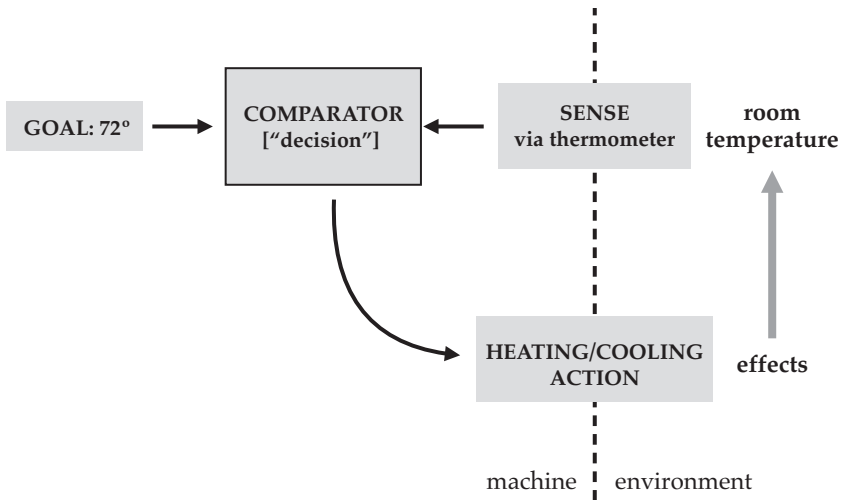 GOAL: 72º
COMPARATOR
[“decision”]
SENSE
via thermometer
room
temperature
HEATING/COOLING
ACTION
effects
machine
environment